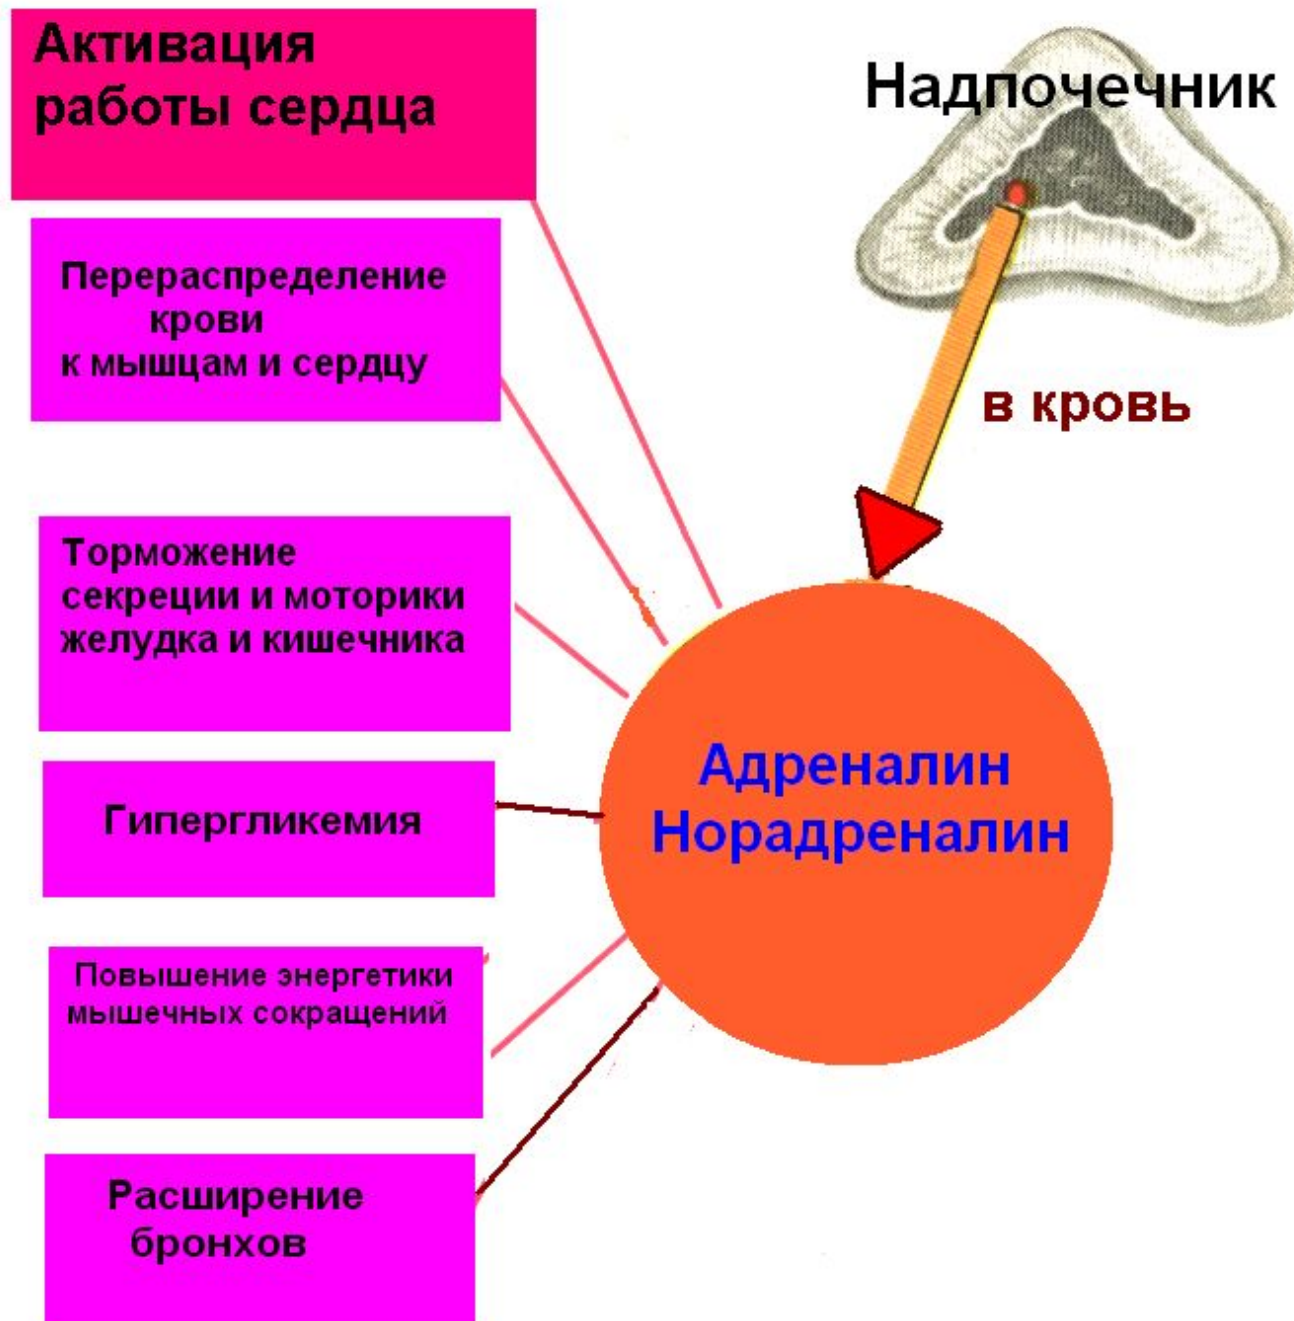 Активация
работы сердца
Надпочечник
Перераспределение
крови
к мышцам и сердцу
в кровь
Торможение
секреции и моторики
желудка и кишечника
Адреналин
Норадреналин
Гипергликемия
Повышение энергетики
мышечных сокращений
Расширение
бронхов